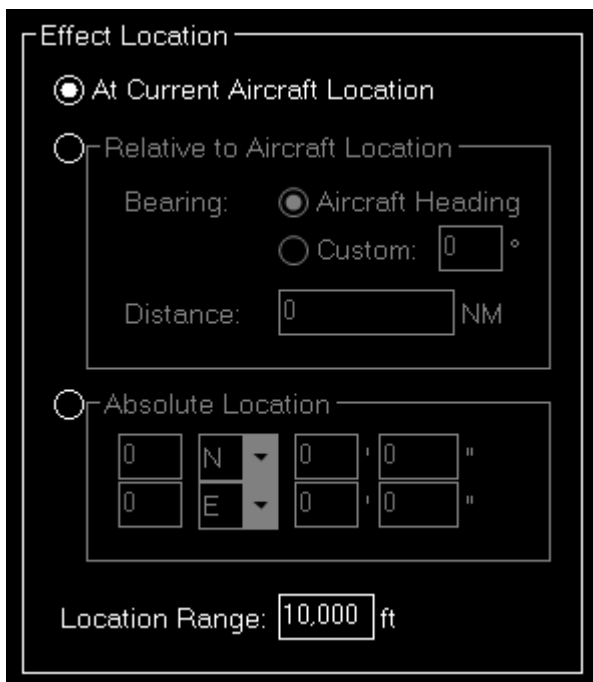 Effect Location
At Current Aircraft Location
Relative to Aircraft Location
Bearing: Aircraft Heading
Custom: 0 °
Distance: 0 NM
Absolute Location
0 N 0 ' 0 "
0 E 0 ' 0 "
Location Range: 10,000 ft